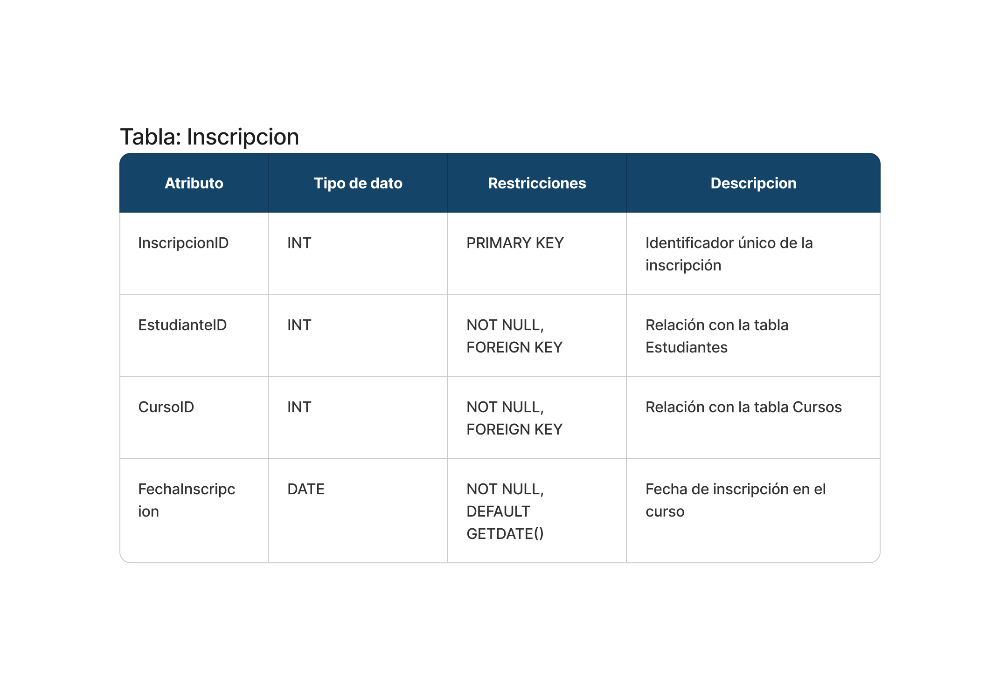 Tabla: Inscripcion
Atributo Tipo de dato Restricciones Descripcion
InscripcionID INT PRIMARY KEY Identificador único de la
inscripción
EstudianteID INT NOT NULL, Relación con la tabla
FOREIGN KEY Estudiantes
CursoID INT NOT NULL, Relación con la tabla Cursos
FOREIGN KEY
FechaInscripc DATE NOT NULL, Fecha de inscripción en el
ion DEFAULT curso
GETDATE()